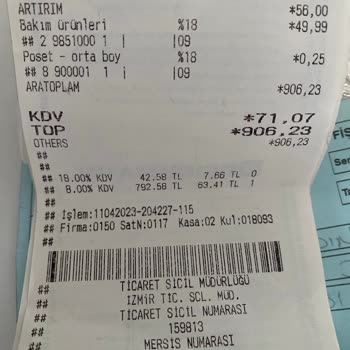 ARTIRIM *56,00
Bakım ürünleri %18 *49,99
## 2 9851000 1 | |09
Poset - orta boy %18 *0,25
## 8 900001 1 | |09
ARATOPLAM *906,23
KDV *71,07
TOP *906,23
OTHERS *906,23
##
##
18.00% KDV 42.58 TL 7.66 TL 0
8.00% KDV 792.58 TL 63.41 TL 1
##
## İşlem:11042023-204227-115
## Firma:0150 SatN:0117 Kasa:02 Kul:018093
##
##
## TİCARET SİCİL MÜDÜRLÜĞÜ
## İZMİR TİC. SCL. MÜD.
## TİCARET SİCİL NUMARASI
## 159813
## MERSİS NUMARASI
FİŞ
Ser
Tr